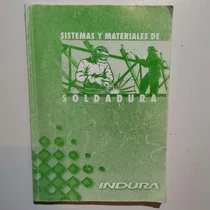 SISTEMAS Y MATERIALES DE
SOLDADURA
INDURA